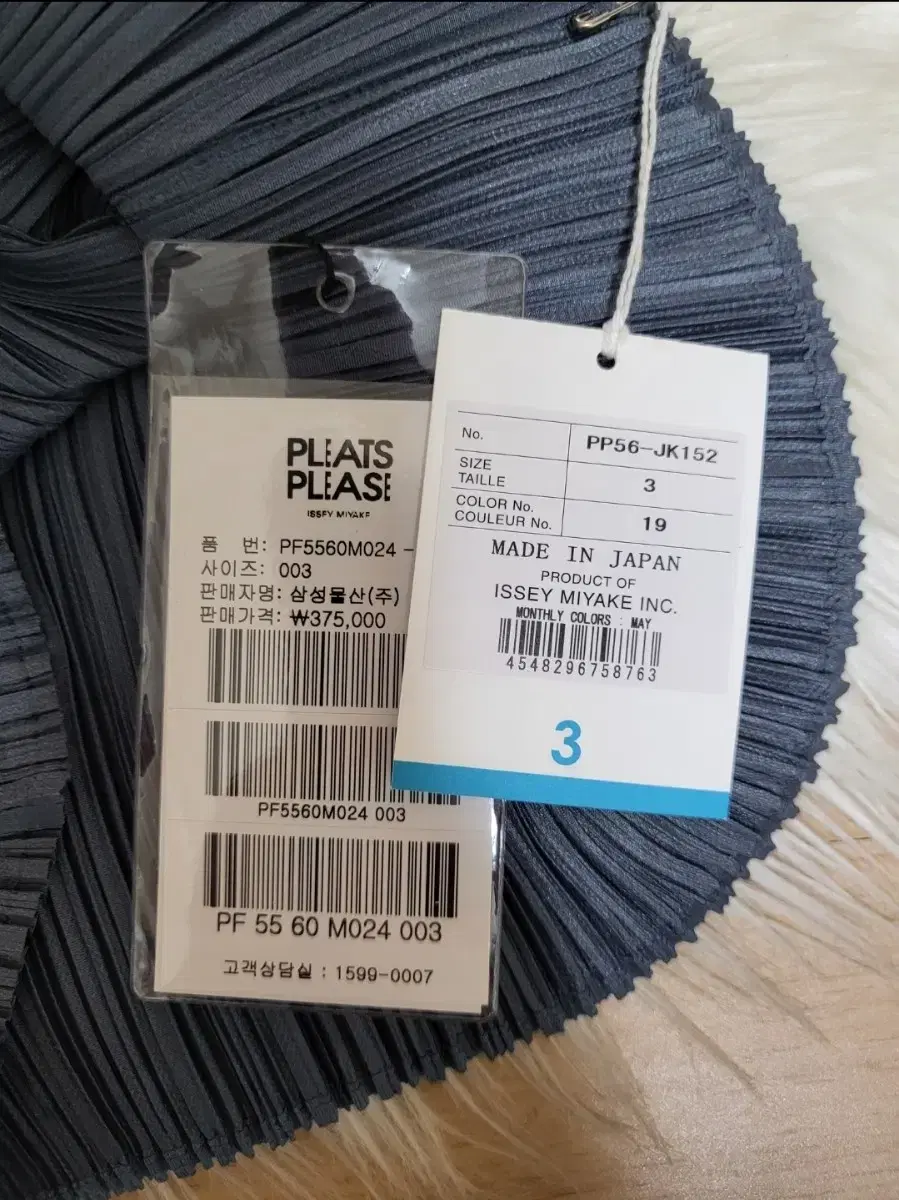 PLEATS
PLEASE
ISSEY MIYAKE
품 번: PF5560M024 -
사이즈: 003
판매자명: 삼성물산(주)
판매가격: ₩375,000
PF5560M024 003
PF 55 60 M024 003
고객상담실 : 1599-0007
No. PP56-JK152
SIZE
TAILLE 3
COLOR No.
COULEUR No. 19
MADE IN JAPAN
PRODUCT OF
ISSEY MIYAKE INC.
MONTHLY COLORS : MAY
4548296758763
3